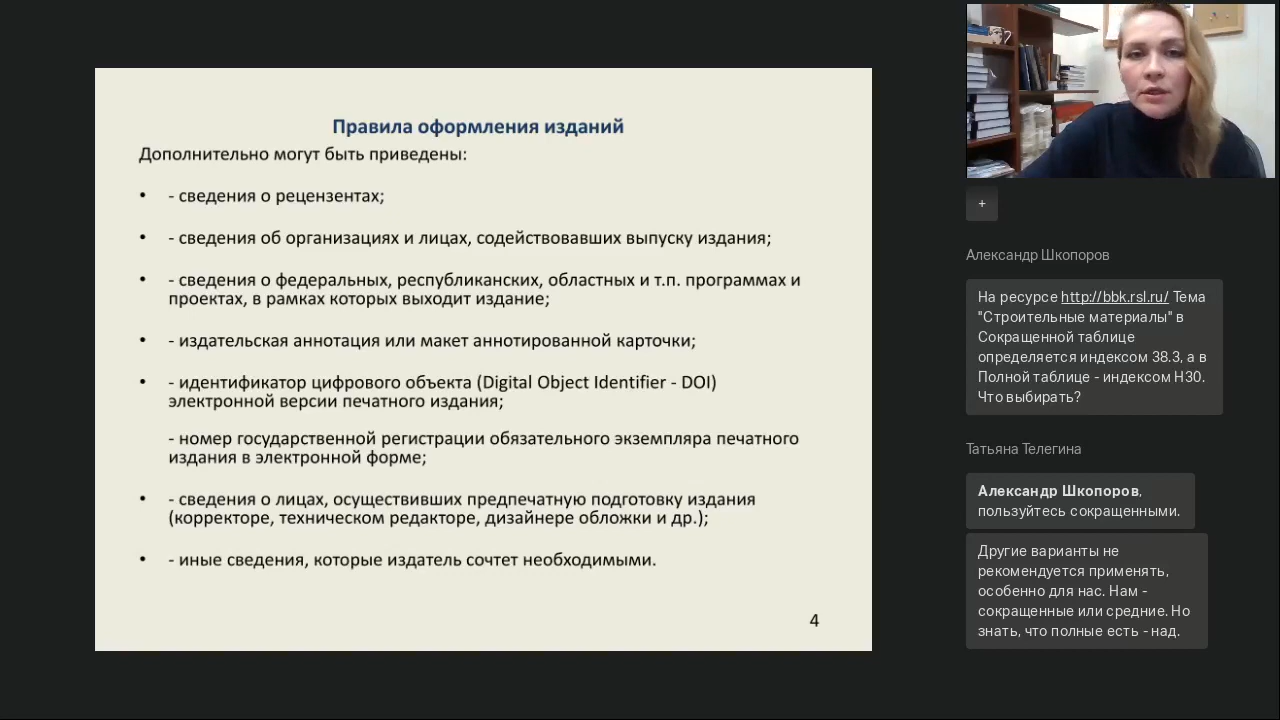 Правила оформления изданий
Дополнительно могут быть приведены:
• - сведения о рецензентах;
• - сведения об организациях и лицах, содействовавших выпуску издания;
• - сведения о федеральных, республиканских, областных и т.п. программах и
проектах, в рамках которых выходит издание;
• - издательская аннотация или макет аннотированной карточки;
• - идентификатор цифрового объекта (Digital Object Identifier - DOI)
электронной версии печатного издания;
- номер государственной регистрации обязательного экземпляра печатного
издания в электронной форме;
• - сведения о лицах, осуществивших предпечатную подготовку издания
(корректоре, техническом редакторе, дизайнере обложки и др.);
• - иные сведения, которые издатель сочтет необходимыми.
4
+
Александр Шкопоров
На ресурсе http://bbk.rsl.ru/ Тема
"Строительные материалы" в
Сокращенной таблице
определяется индексом 38.3, а в
Полной таблице - индексом Н30.
Что выбирать?
Татьяна Телегина
Александр Шкопоров,
пользуйтесь сокращенными.
Другие варианты не
рекомендуется применять,
особенно для нас. Нам -
сокращенные или средние. Но
знать, что полные есть - над.